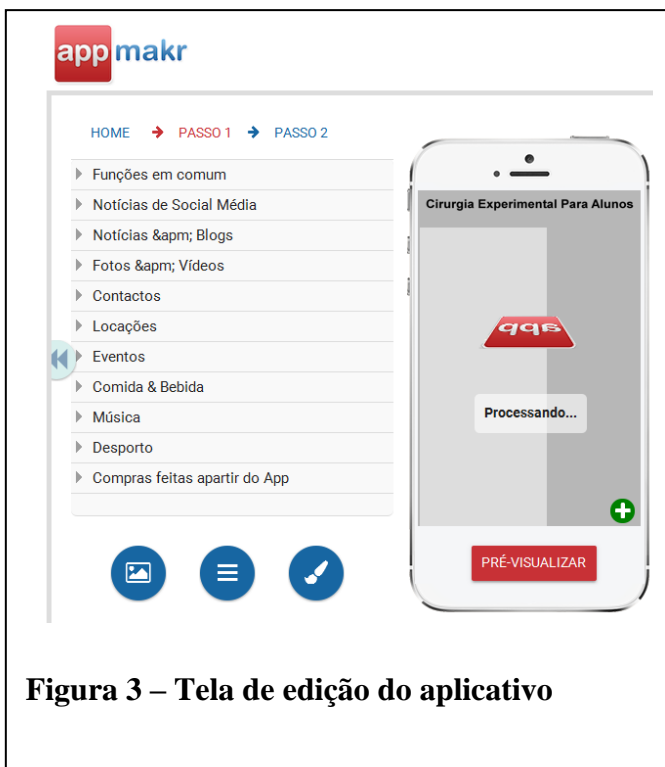 appmakr
HOME → PASSO 1 → PASSO 2
Funções em comum
Notícias de Social Média
Notícias &apm; Blogs
Fotos &apm; Vídeos
Contactos
Locações
Eventos
Comida & Bebida
Música
Desporto
Compras feitas apartir do App
Cirurgia Experimental Para Alunos
app
Processando...
PRÉ-VISUALIZAR
Figura 3 – Tela de edição do aplicativo